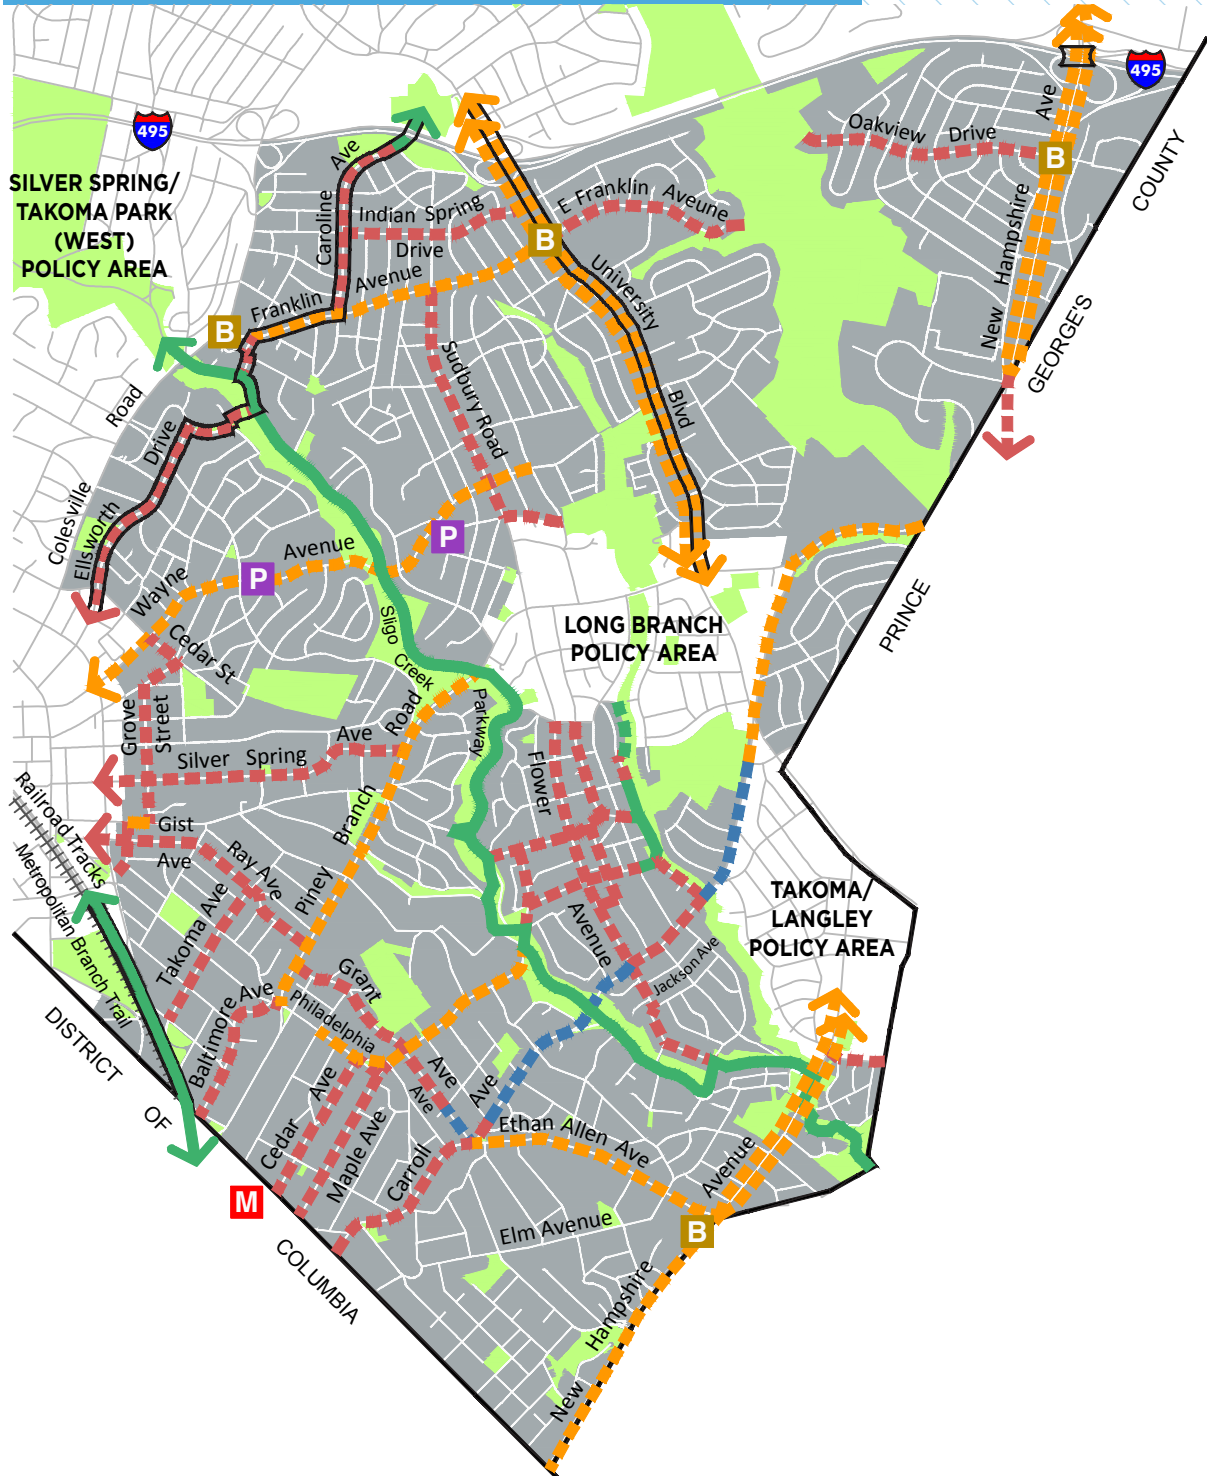 495
495
Oakview Drive
Ave
Hampshire
New
COUNTY
GEORGE'S
PRINCE
SILVER SPRING/
TAKOMA PARK
(WEST)
POLICY AREA
Ave
Caroline
Indian Spring
Drive
E Franklin Aveune
B
B
B
Franklin
Avenue
University
Blvd
Sudbury Road
Road
Colesville
Drive
Ellsworth
Wayne
Avenue
P
P
Cedar St
Sligo
Creek
Parkway
LONG BRANCH
POLICY AREA
Grove
Street
Silver Spring
Ave
Road
Branch
Piney
Flower
Avenue
Railroad Tracks
Metropolitan Branch Trail
Gist
Ave
Ray Ave
Takoma Ave
TAKOMA/
LANGLEY
POLICY AREA
Jackson Ave
Grant
Ave
Philadelphia
Ave
Baltimore Ave
DISTRICT
OF
COLUMBIA
Cedar
Ave
Maple Ave
Carroll
Ave
Ethan Allen Ave
Elm Avenue
M
B
Avenue
Hampshire
New